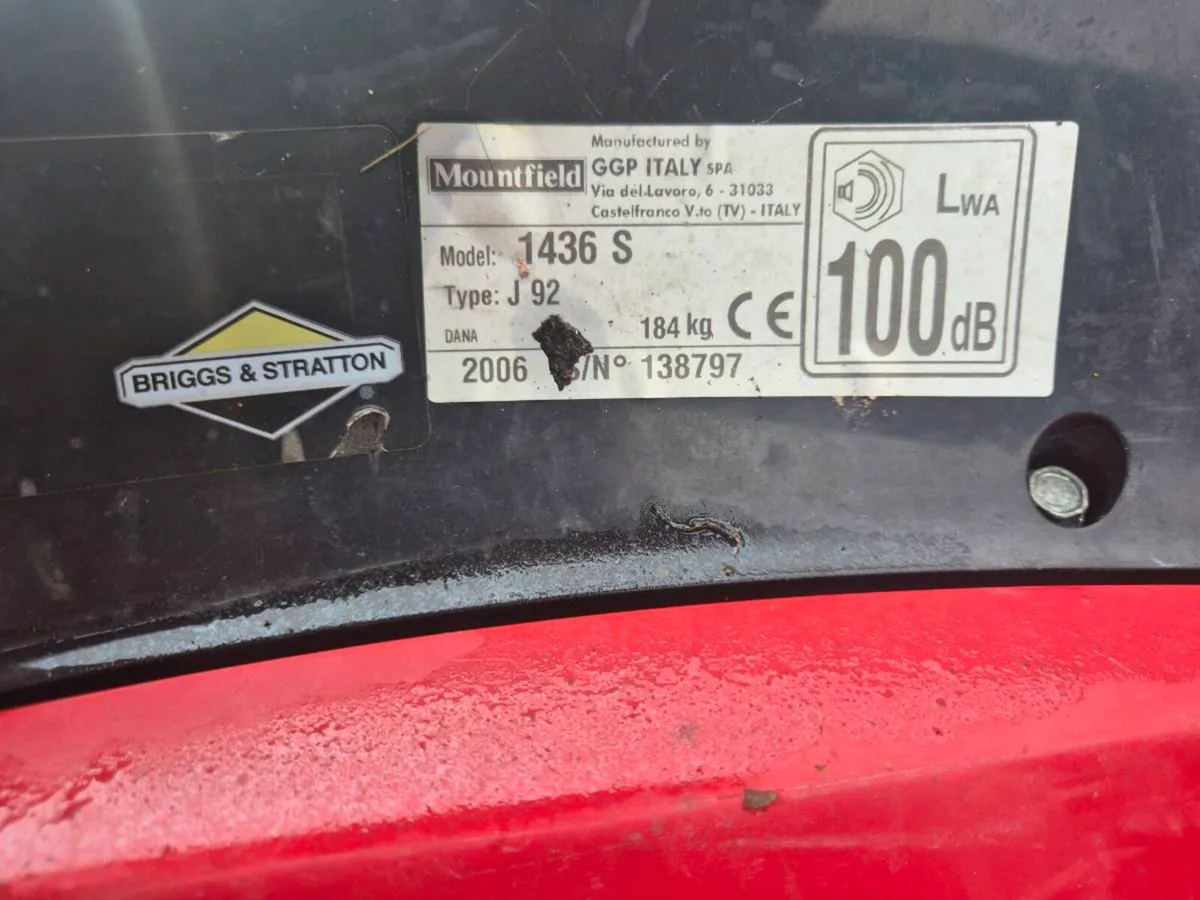 Manufactured by
Mountfield
GGP ITALY SPA
Via del Lavoro, 6 - 31033
Castelfranco V.to (TV) - ITALY
Model: 1436 S
Type: J 92
DANA
184 kg
CE
2006
/N° 138797
LWA
100 dB
BRIGGS & STRATTON
®